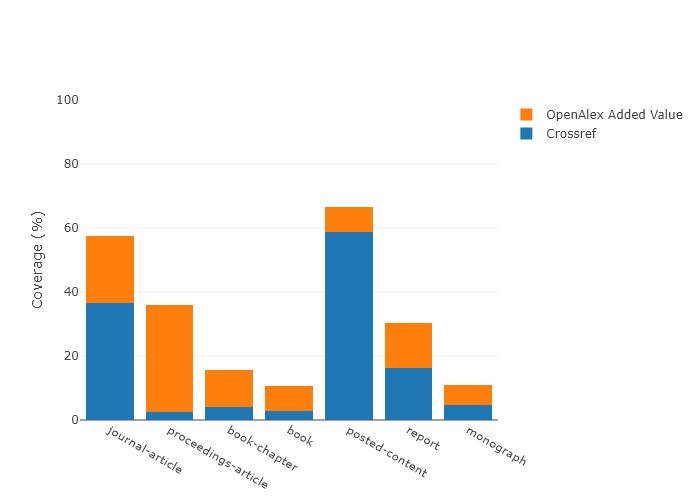 100
80
60
40
20
0
Coverage (%)
journal-article
proceedings-article
book-chapter
book
posted-content
report
monograph
OpenAlex Added Value
Crossref